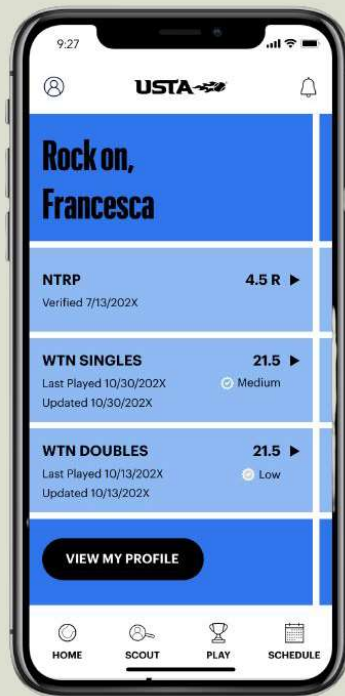 9:27
USTA
Rock on,
Francesca
NTRP 4.5 R
Verified 7/13/202X
WTN SINGLES 21.5
Last Played 10/30/202X Medium
Updated 10/30/202X
WTN DOUBLES 21.5
Last Played 10/13/202X Low
Updated 10/13/202X
VIEW MY PROFILE
HOME SCOUT PLAY SCHEDULE